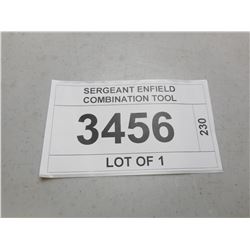 SERGEANT ENFIELD
COMBINATION TOOL
3456
230
LOT OF 1